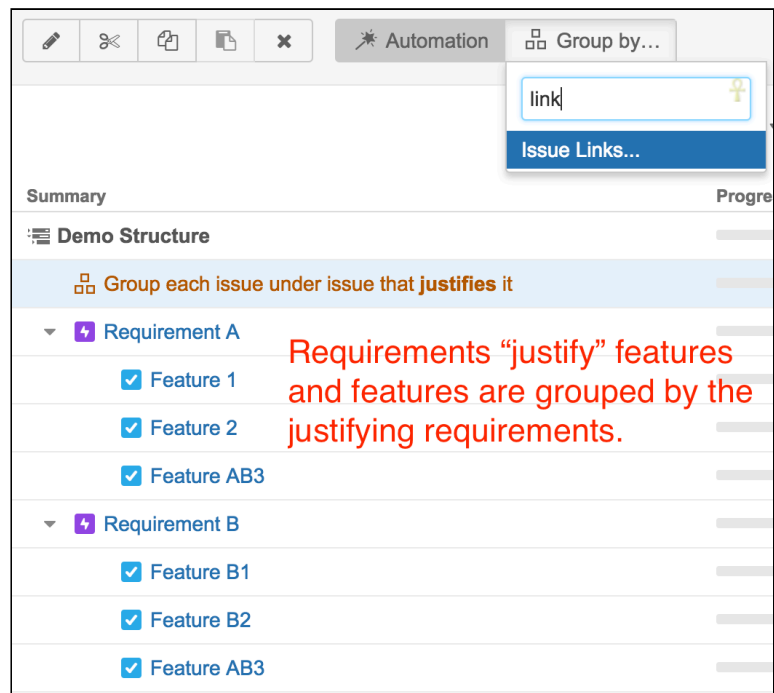 Automation
Group by...
link
Issue Links...
Summary
Progre
Demo Structure
Group each issue under issue that justifies it
Requirement A
Requirements “justify” features
and features are grouped by the
justifying requirements.
Feature 1
Feature 2
Feature AB3
Requirement B
Feature B1
Feature B2
Feature AB3